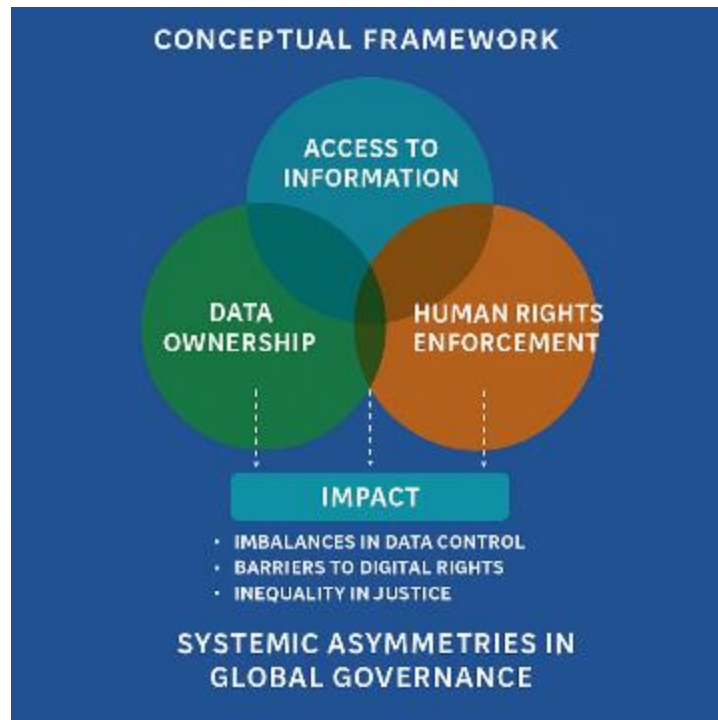 CONCEPTUAL FRAMEWORK
ACCESS TO
INFORMATION
DATA
OWNERSHIP
HUMAN RIGHTS
ENFORCEMENT
IMPACT
• IMBALANCES IN DATA CONTROL
• BARRIERS TO DIGITAL RIGHTS
• INEQUALITY IN JUSTICE
SYSTEMIC ASYMMETRIES IN
GLOBAL GOVERNANCE